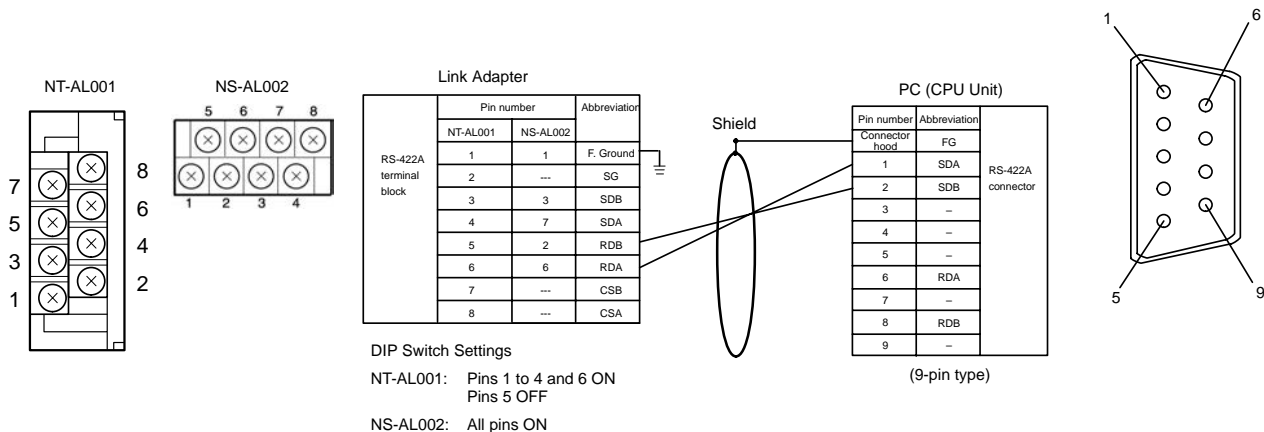 NT-AL001
8
7
6
5
4
3
2
1
NS-AL002
5 6 7 8
1 2 3 4
Link Adapter
RS-422A terminal block
Pin number Abbreviation
NT-AL001 NS-AL002
1 1 F. Ground
2 --- SG
3 3 SDB
4 7 SDA
5 2 RDB
6 6 RDA
7 --- CSB
8 --- CSA
DIP Switch Settings
NT-AL001: Pins 1 to 4 and 6 ON
Pins 5 OFF
NS-AL002: All pins ON
Shield
PC (CPU Unit)
Pin number Abbreviation
Connector hood FG
1 SDA
2 SDB
3 –
4 –
5 –
6 RDA
7 –
8 RDB
9 –
RS-422A
connector
(9-pin type)
1 6
5 9